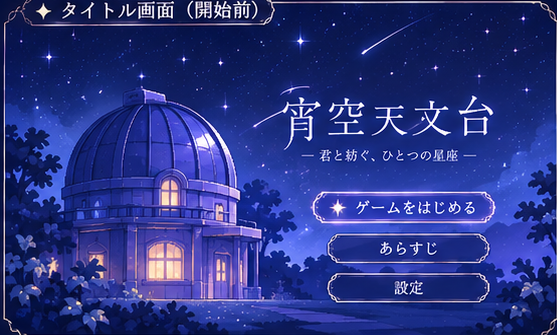 タイトル画面（開始前）
宵空天文台
― 君と紡ぐ、ひとつの星座 ―
ゲームをはじめる
あらすじ
設定